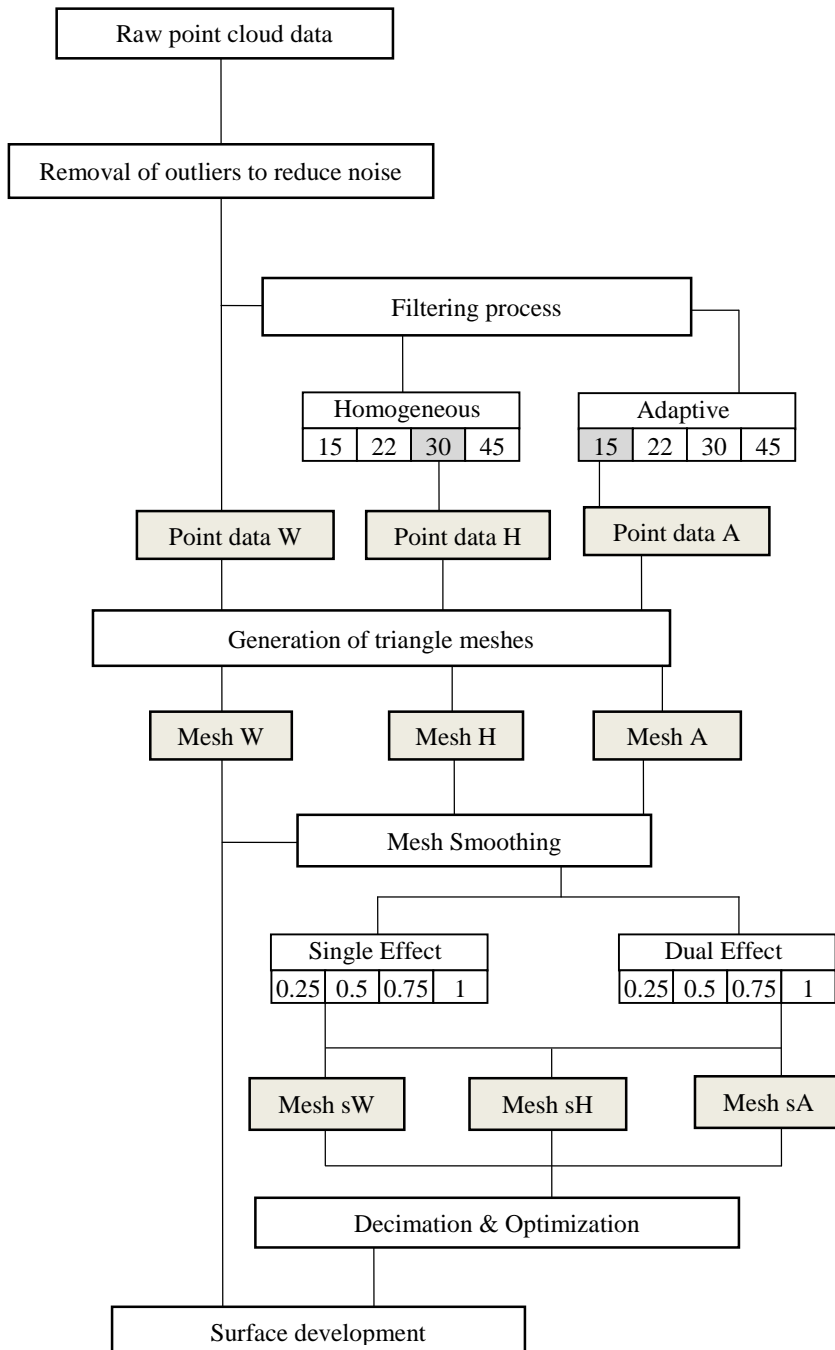 Raw point cloud data
Removal of outliers to reduce noise
Filtering process
Homogeneous
15 22 30 45
Adaptive
15 22 30 45
Point data W
Point data H
Point data A
Generation of triangle meshes
Mesh W
Mesh H
Mesh A
Mesh Smoothing
Single Effect
0.25 0.5 0.75 1
Dual Effect
0.25 0.5 0.75 1
Mesh sW
Mesh sH
Mesh sA
Decimation & Optimization
Surface development